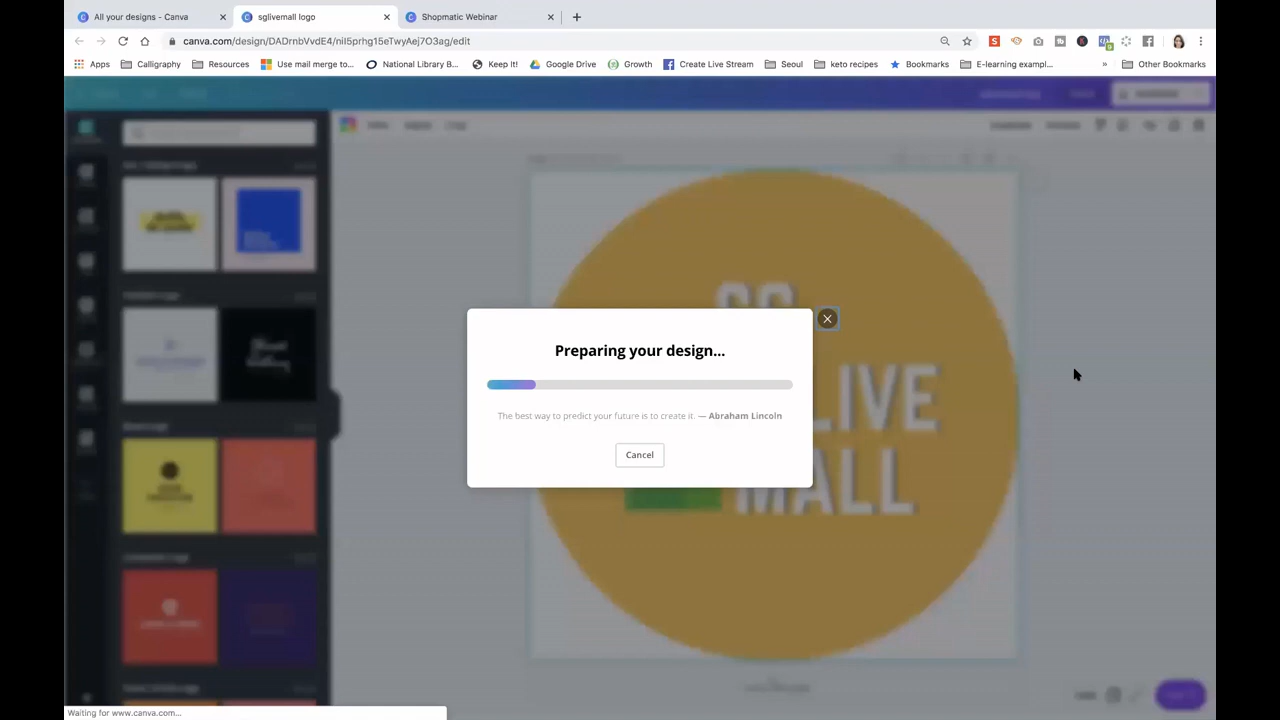 All your designs - Canva
sglivernall logo
Shopmatic Webinar
canva.com/design/DADrnbVvdE4/niI5prhg15eTwyAej7O3ag/edit
Apps Calligraphy Resources Use mail merge to... National Library B... Keep It! Google Drive Growth Create Live Stream Seoul keto recipes Bookmarks E-learning exampl... » Other Bookmarks
SG
LIVE
MALL
Preparing your design...
The best way to predict your future is to create it. — Abraham Lincoln
Cancel
Waiting for www.canva.com...